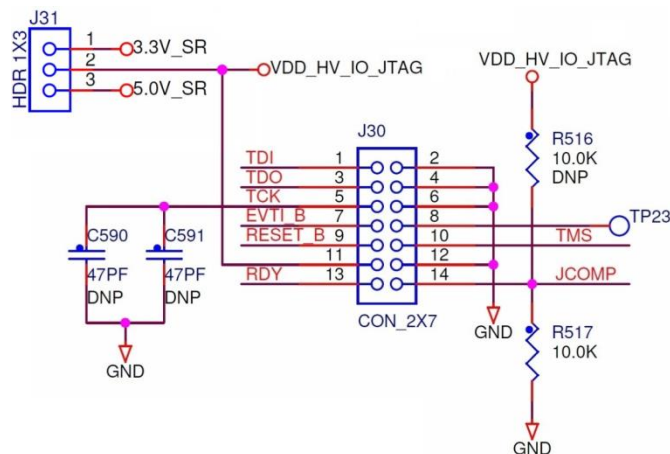 J31
HDR 1X3
1 3.3V_SR
2 VDD_HV_IO_JTAG
3 5.0V_SR
VDD_HV_IO_JTAG
R516
10.0K
DNP
J30
TDI 1 2
TDO 3 4
TCK 5 6
EVTI_B 7 8 TP23
RESET_B 9 10 TMS
11 12
RDY 13 14 JCOMP
CON_2X7
C590
47PF
DNP
C591
47PF
DNP
GND
GND
R517
10.0K
GND